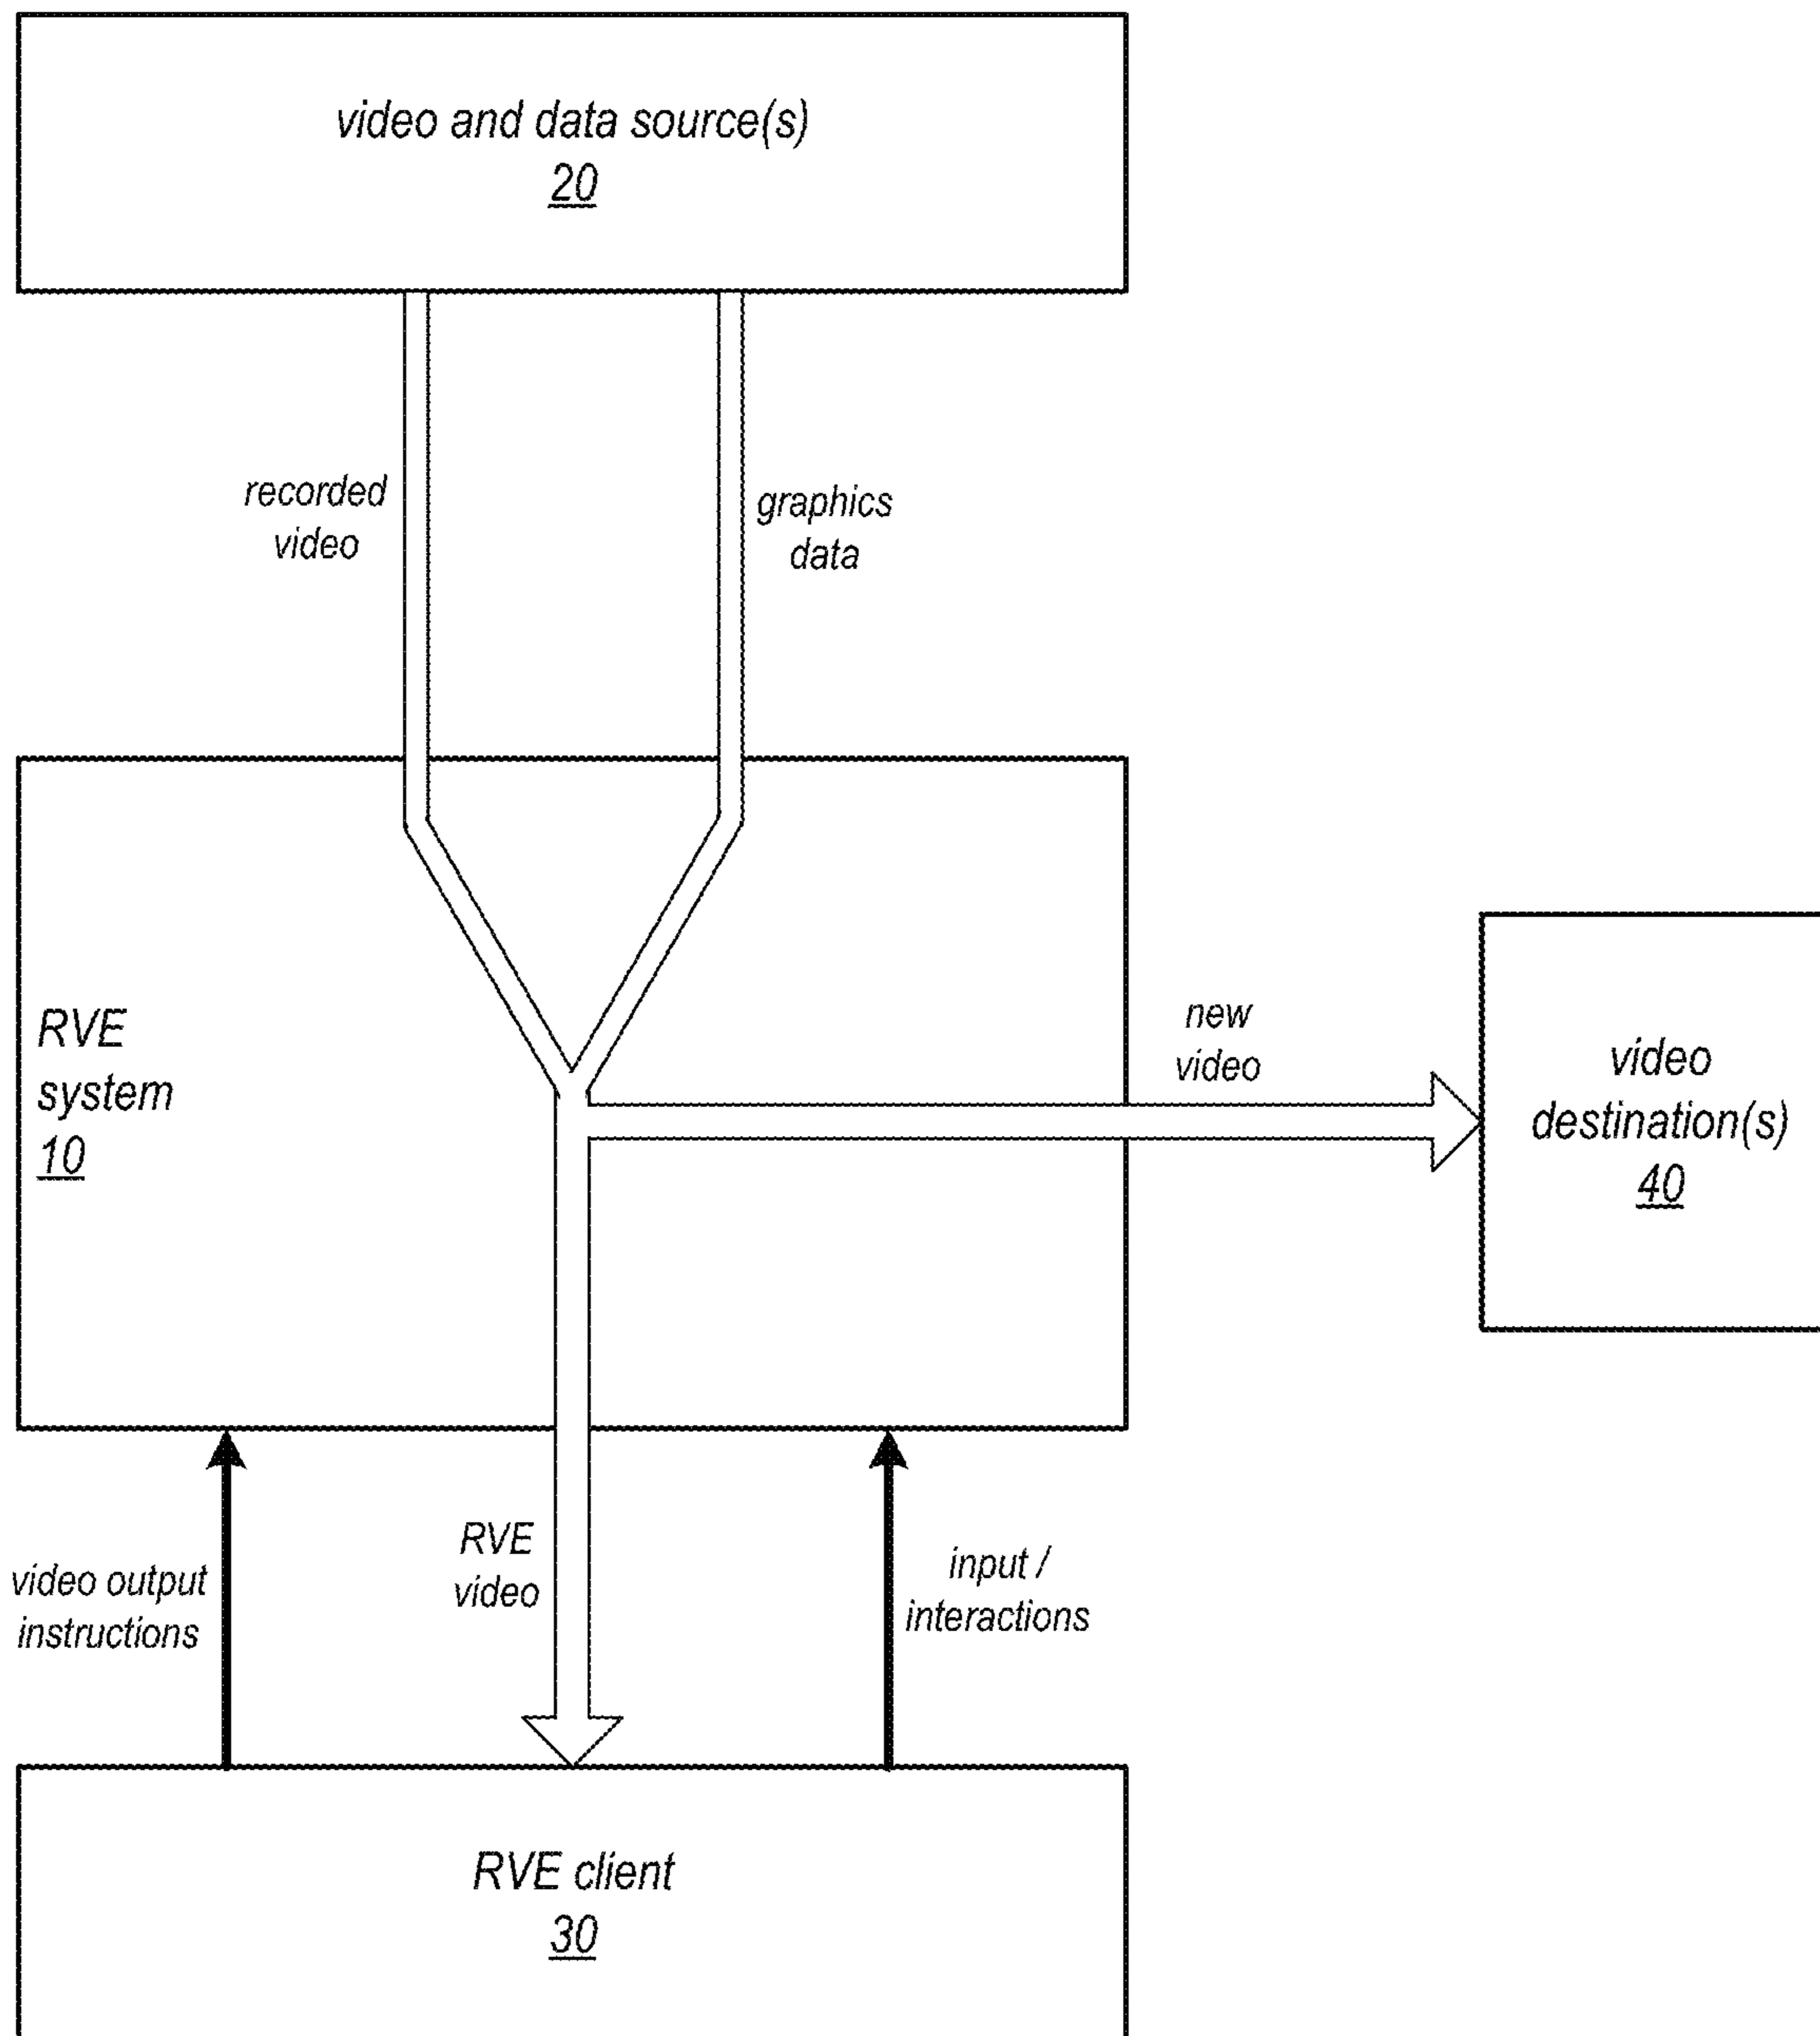 video and data source(s)
20
recorded
video
graphics
data
RVE
system
10
new
video
video
destination(s)
40
video output
instructions
RVE
video
input /
interactions
RVE client
30